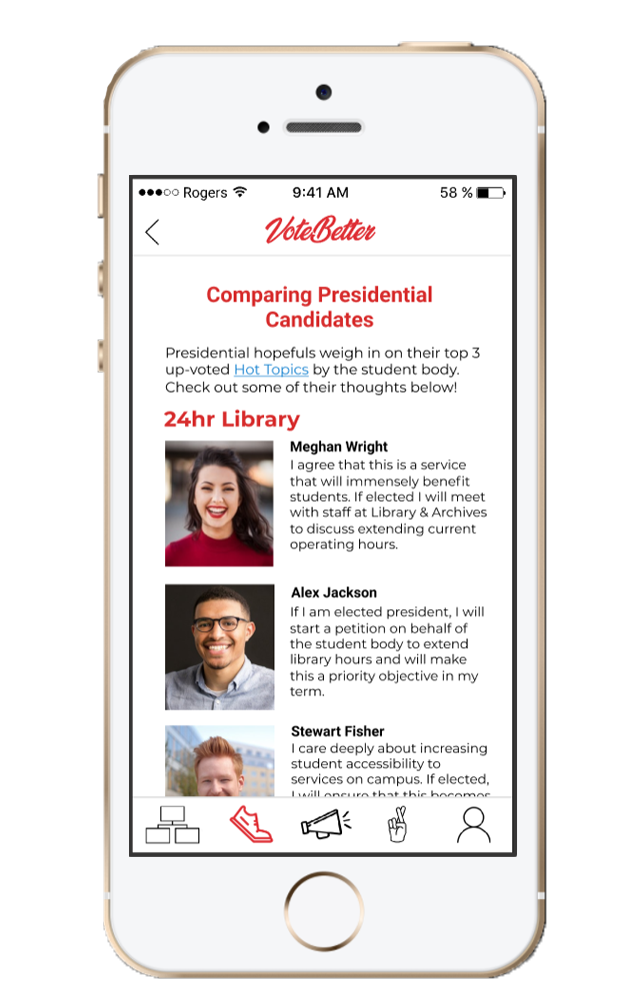 Rogers 9:41 AM 58 %
VoteBetter
Comparing Presidential
Candidates
Presidential hopefuls weigh in on their top 3
up-voted Hot Topics by the student body.
Check out some of their thoughts below!
24hr Library
Meghan Wright
I agree that this is a service
that will immensely benefit
students. If elected I will meet
with staff at Library & Archives
to discuss extending current
operating hours.
Alex Jackson
If I am elected president, I will
start a petition on behalf of
the student body to extend
library hours and will make
this a priority objective in my
term.
Stewart Fisher
I care deeply about increasing
student accessibility to
services on campus. If elected,
I will ensure that this becomes